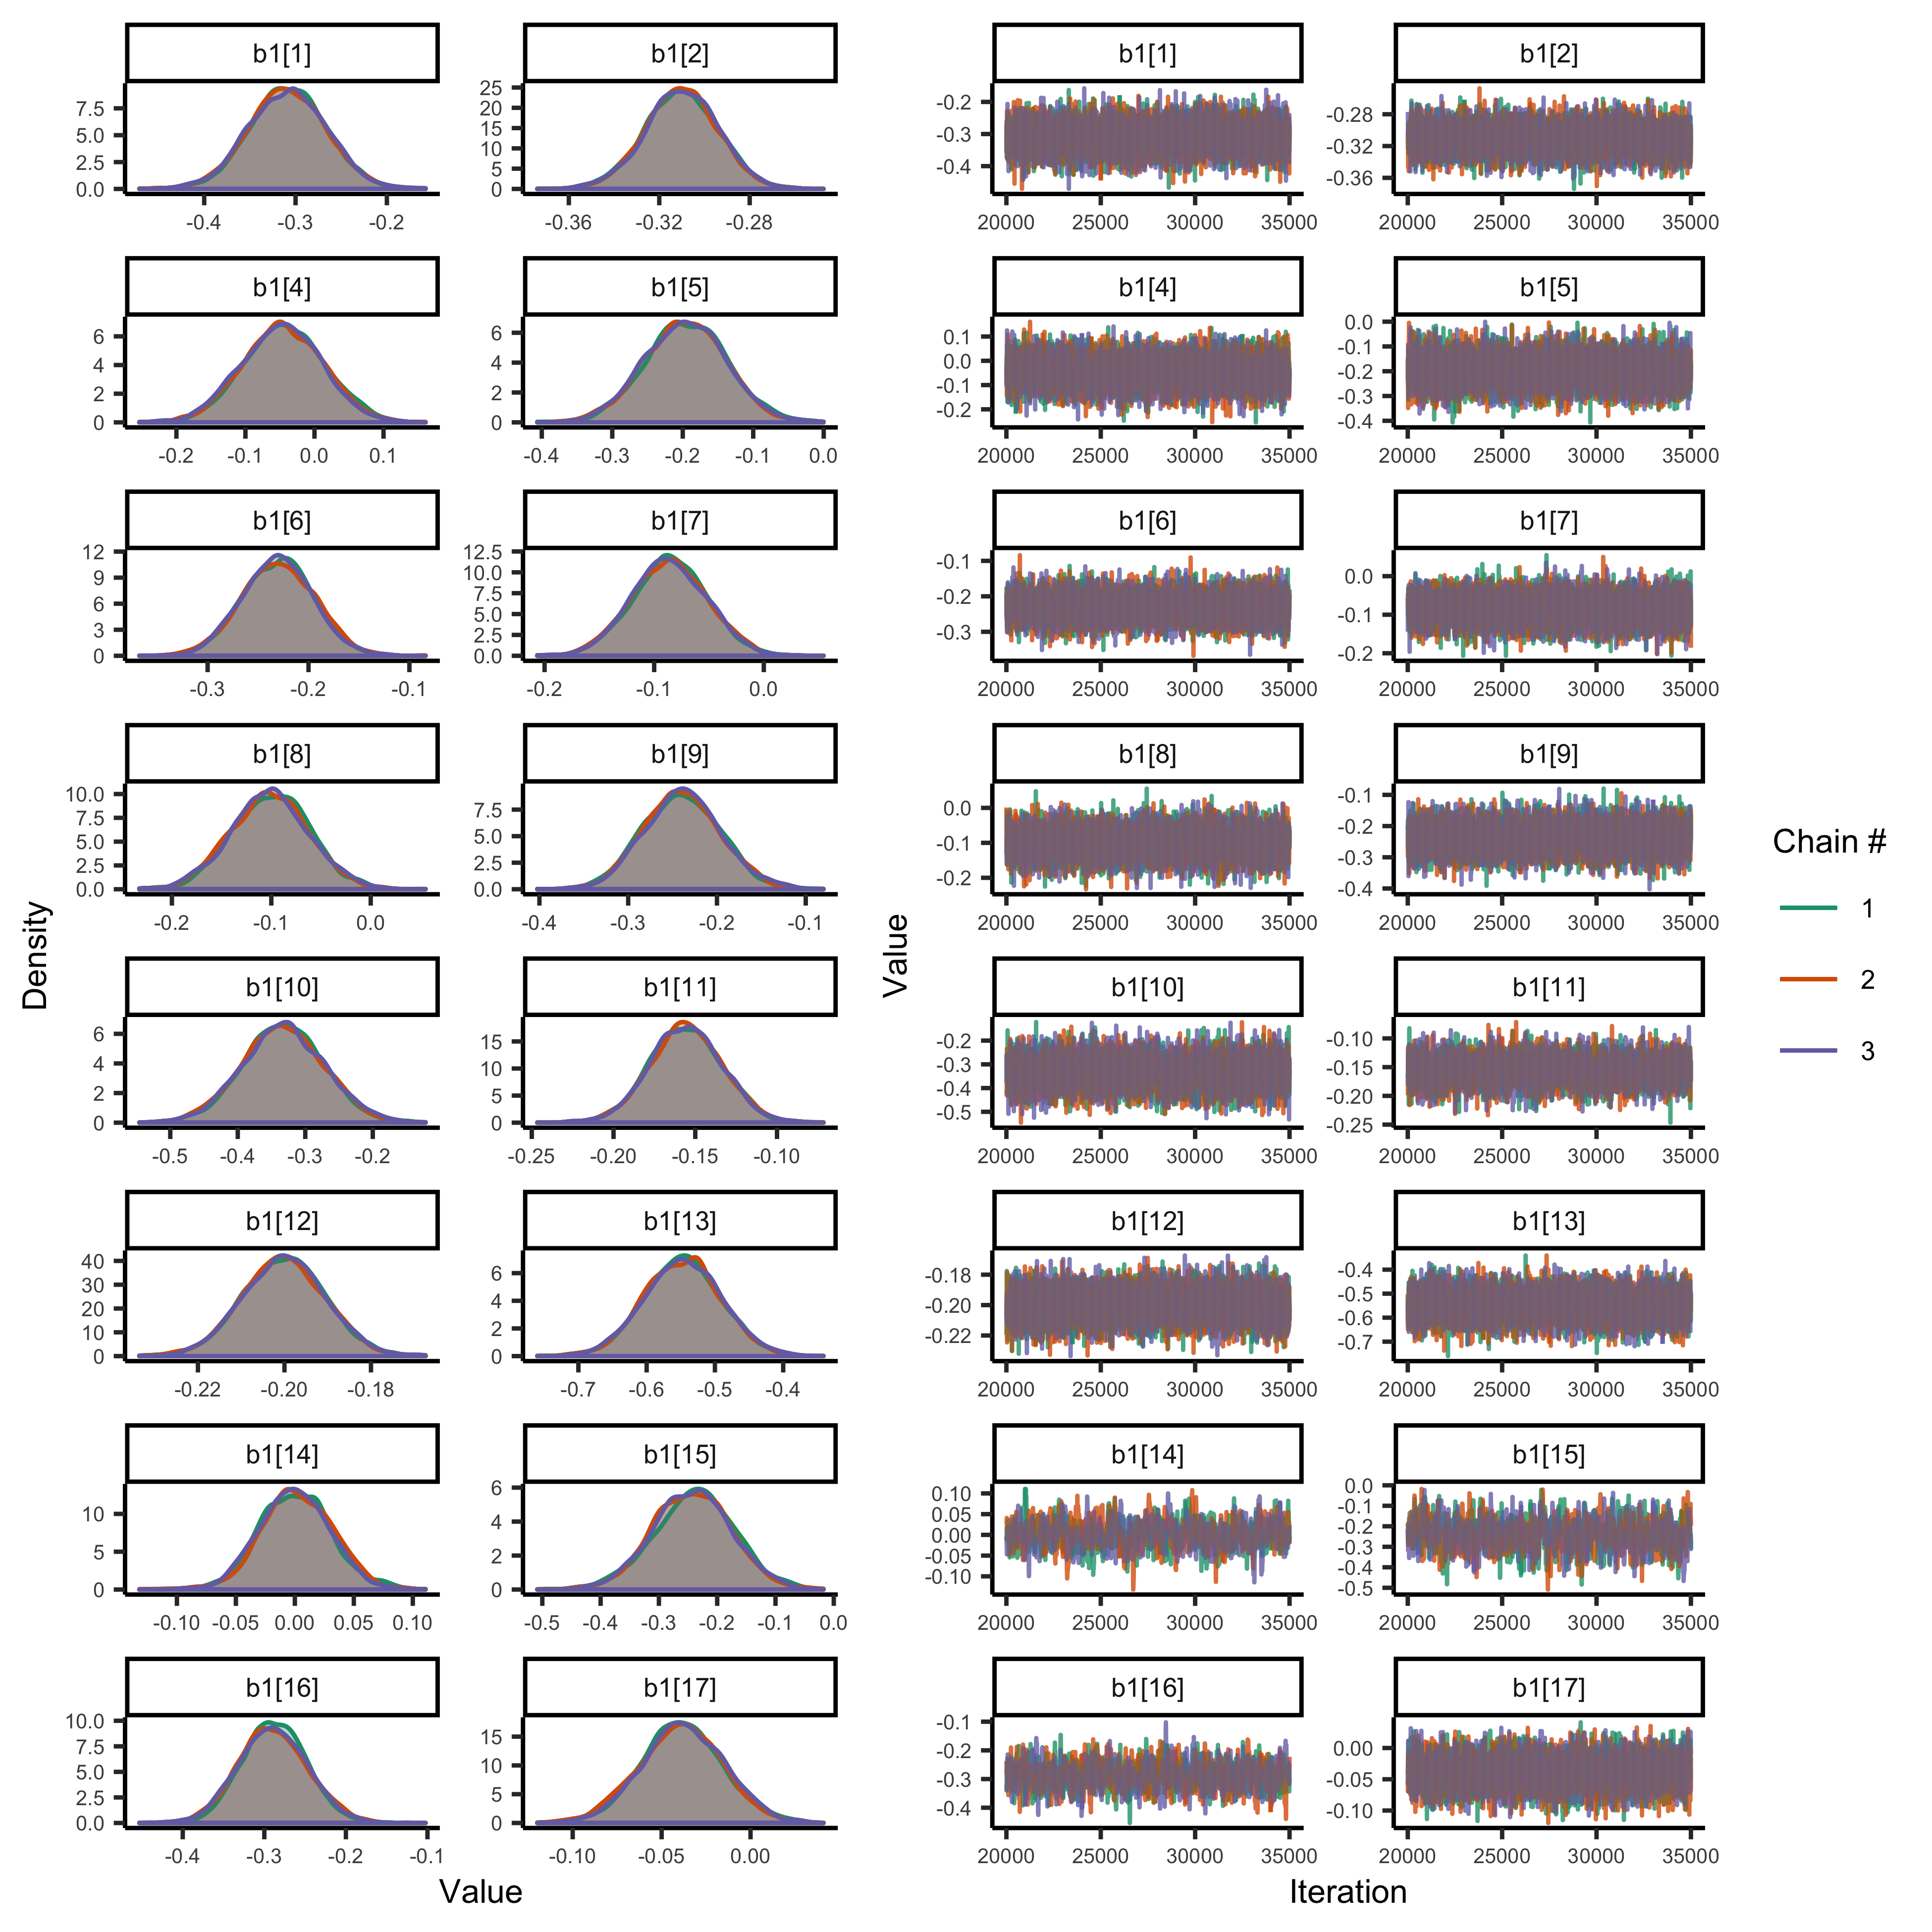 b1[1] b1[2] b1[1] b1[2]
7.5 5.0 2.5 0.0 25 20 15 10 5 0 -0.2 -0.3 -0.4 -0.28 -0.32 -0.36
-0.4 -0.3 -0.2 -0.36 -0.32 -0.28 20000 25000 30000 35000 20000 25000 30000 35000
b1[4] b1[5] b1[4] b1[5]
6 4 2 0 6 4 2 0 0.1 0.0 -0.1 -0.2 0.0 -0.1 -0.2 -0.3 -0.4
-0.2 -0.1 0.0 0.1 -0.4 -0.3 -0.2 -0.1 0.0 20000 25000 30000 35000 20000 25000 30000 35000
b1[6] b1[7] b1[6] b1[7]
12 9 6 3 0 12.5 10.0 7.5 5.0 2.5 0.0 -0.1 -0.2 -0.3 0.0 -0.1 -0.2
-0.3 -0.2 -0.1 -0.2 -0.1 0.0 20000 25000 30000 35000 20000 25000 30000 35000
b1[8] b1[9] b1[8] b1[9]
10.0 7.5 5.0 2.5 0.0 7.5 5.0 2.5 0.0 0.0 -0.1 -0.2 -0.1 -0.2 -0.3 -0.4
-0.2 -0.1 0.0 -0.4 -0.3 -0.2 -0.1 20000 25000 30000 35000 20000 25000 30000 35000
b1[10] b1[11] b1[10] b1[11]
6 4 2 0 15 10 5 0 -0.2 -0.3 -0.4 -0.5 -0.10 -0.15 -0.20 -0.25
-0.5 -0.4 -0.3 -0.2 -0.25 -0.20 -0.15 -0.10 20000 25000 30000 35000 20000 25000 30000 35000
b1[12] b1[13] b1[12] b1[13]
40 30 20 10 0 6 4 2 0 -0.18 -0.20 -0.22 -0.4 -0.5 -0.6 -0.7
-0.22 -0.20 -0.18 -0.7 -0.6 -0.5 -0.4 20000 25000 30000 35000 20000 25000 30000 35000
b1[14] b1[15] b1[14] b1[15]
10 5 0 6 4 2 0 0.10 0.05 0.00 -0.05 -0.10 0.0 -0.1 -0.2 -0.3 -0.4 -0.5
-0.10 -0.05 0.00 0.05 0.10 -0.5 -0.4 -0.3 -0.2 -0.1 0.0 20000 25000 30000 35000 20000 25000 30000 35000
b1[16] b1[17] b1[16] b1[17]
10.0 7.5 5.0 2.5 0.0 15 10 5 0 -0.1 -0.2 -0.3 -0.4 0.00 -0.05 -0.10
-0.4 -0.3 -0.2 -0.1 -0.10 -0.05 0.00 20000 25000 30000 35000 20000 25000 30000 35000
Density
Value
Value
Iteration
Chain #
1
2
3